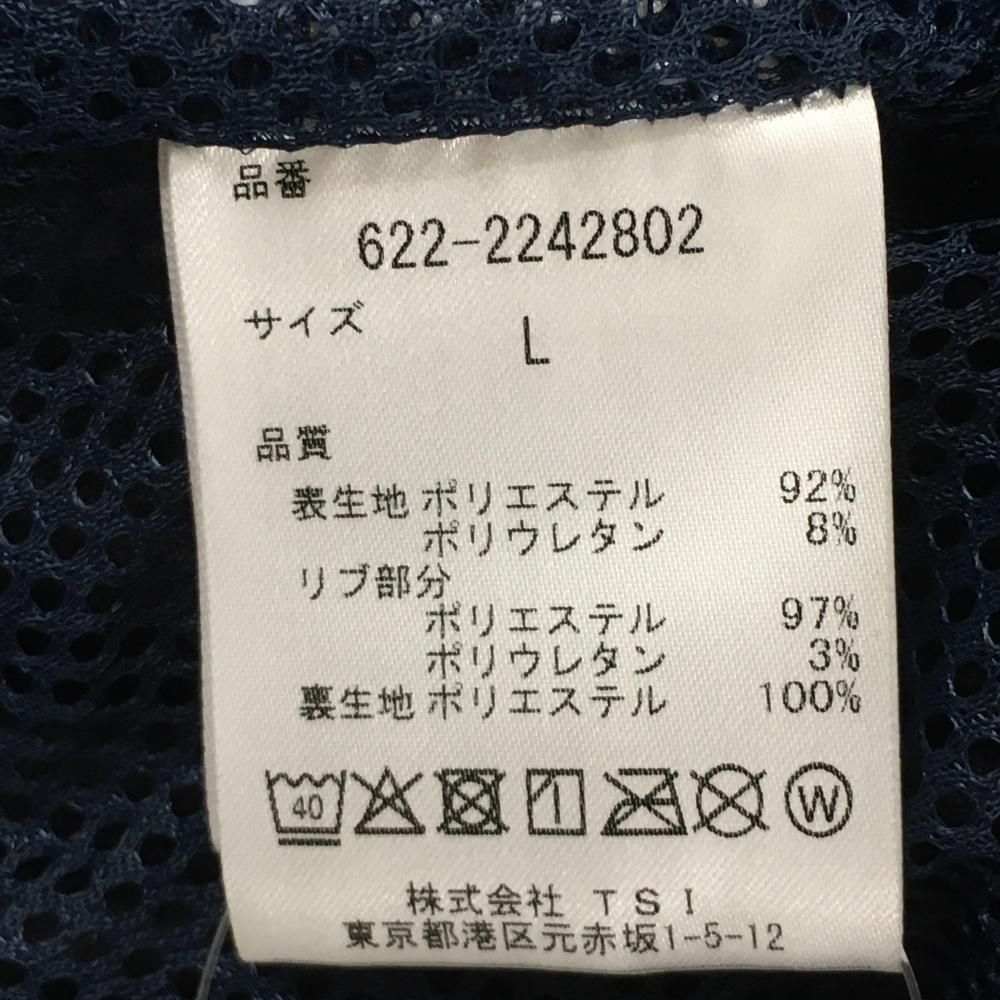 品番
622-2242802
サイズ
L
品質
表生地 ポリエステル 92%
ポリウレタン 8%
リブ部分
ポリエステル 97%
ポリウレタン 3%
裏生地 ポリエステル 100%
40 W
株式会社 TSI
東京都港区元赤坂1-5-12